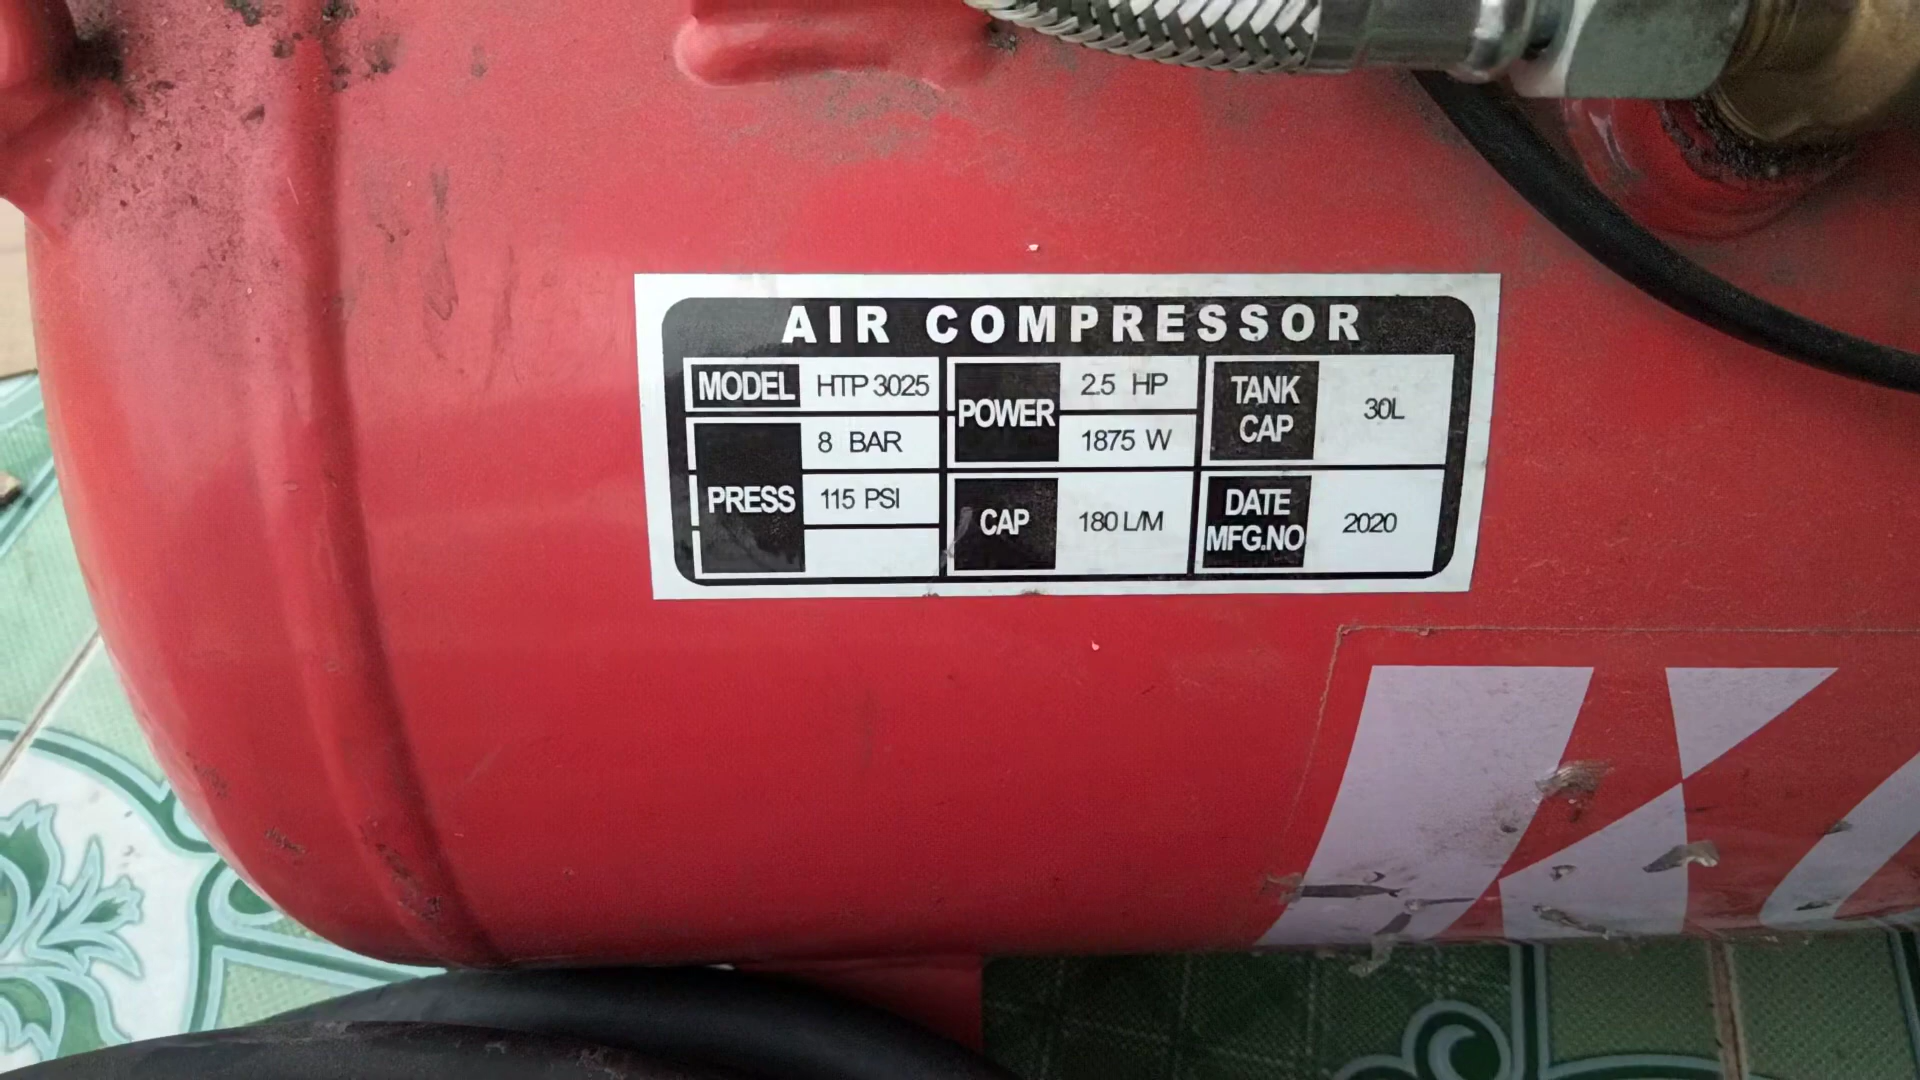 AIR COMPRESSOR
MODEL HTP 3025
PRESS 8 BAR
115 PSI
POWER 2.5 HP
1875 W
CAP 180 L/M
TANK CAP 30L
DATE MFG.NO 2020